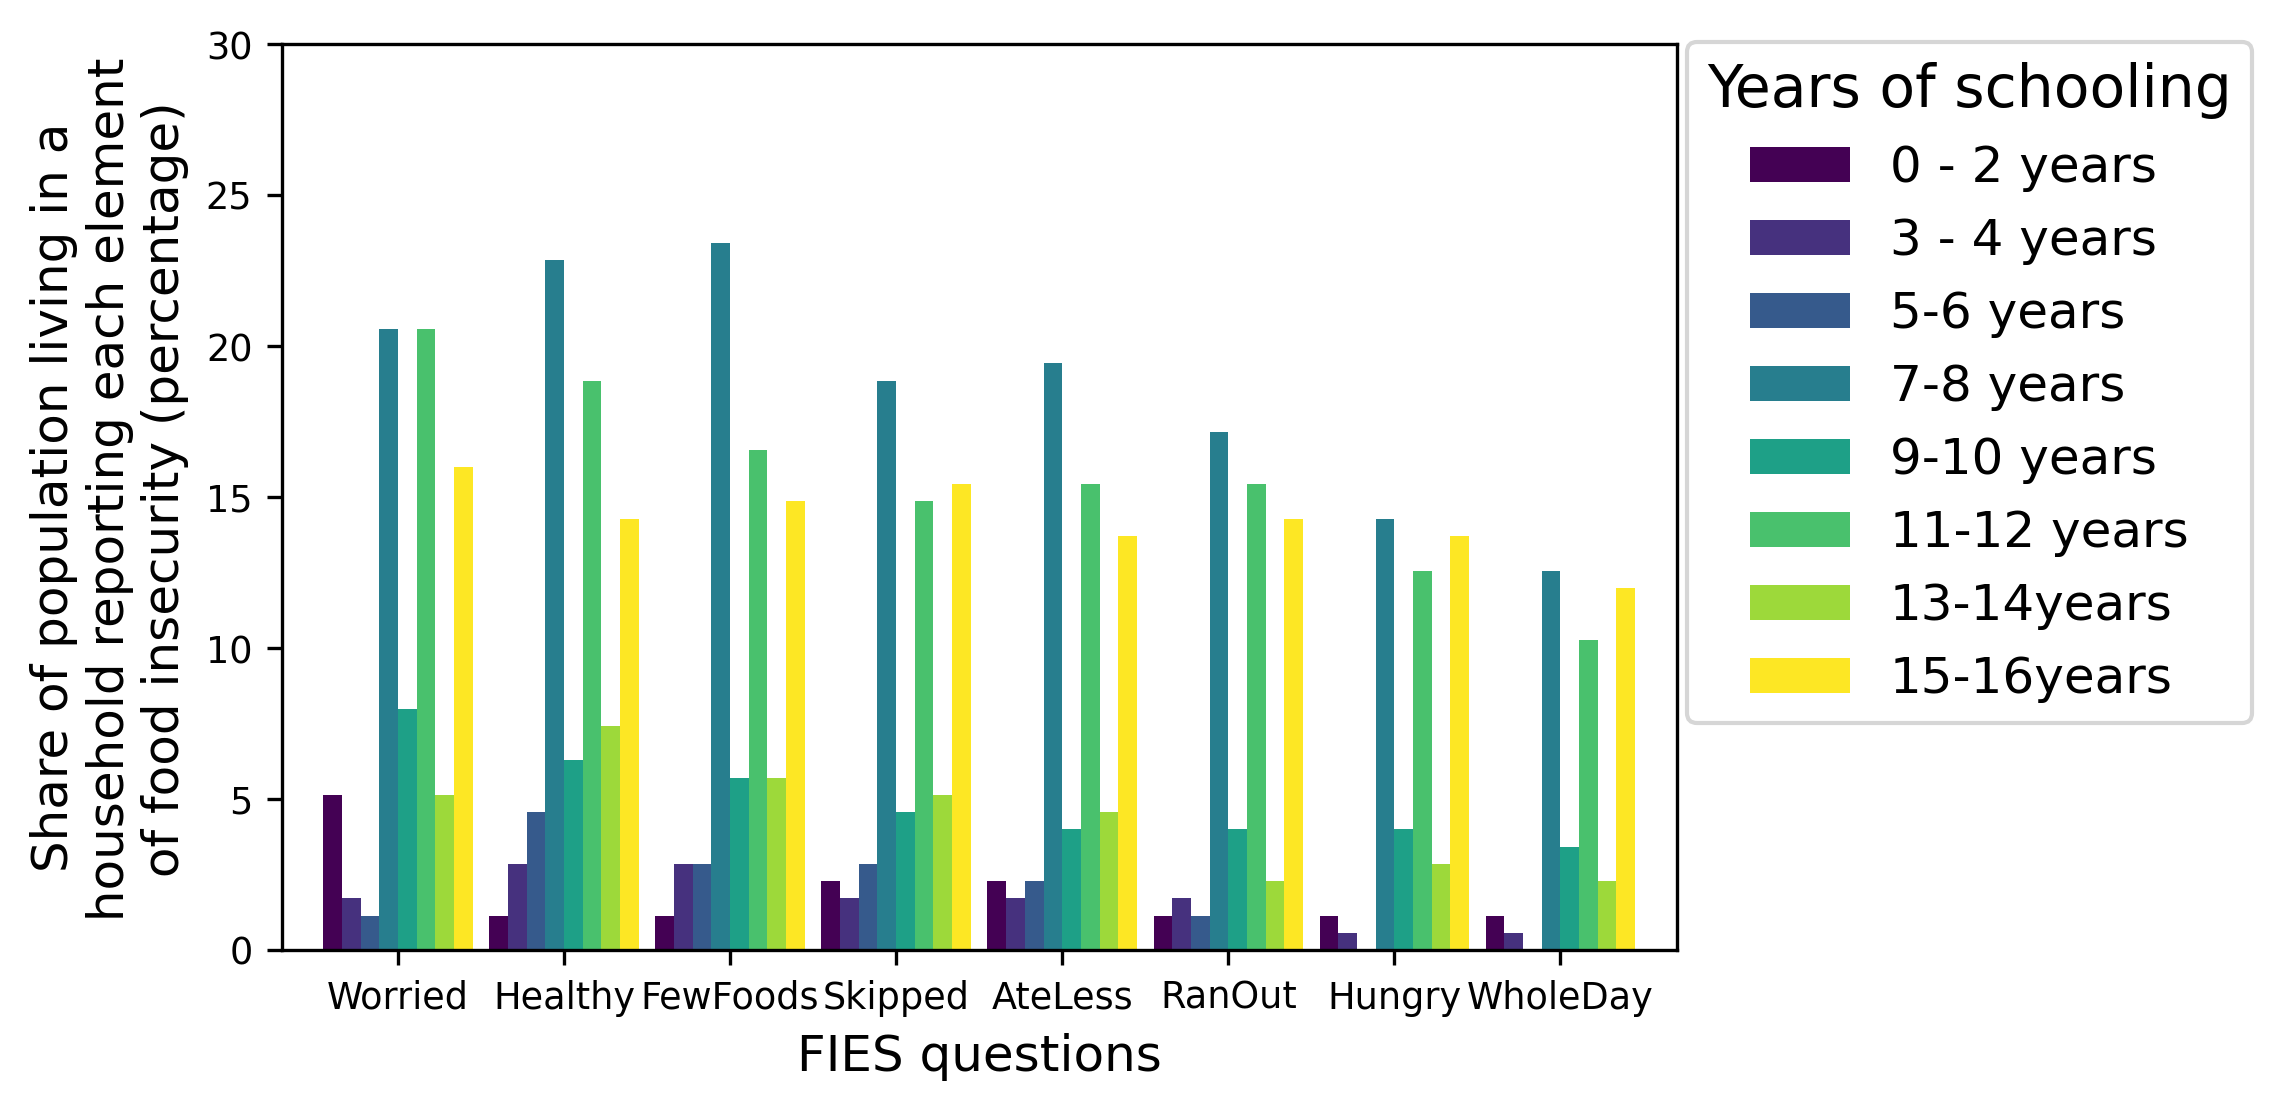 Share of population living in a
household reporting each element
of food insecurity (percentage)
30
25
20
15
10
5
0
Worried Healthy FewFoods Skipped AteLess RanOut Hungry WholeDay
FIES questions
Years of schooling
0 - 2 years
3 - 4 years
5-6 years
7-8 years
9-10 years
11-12 years
13-14years
15-16years